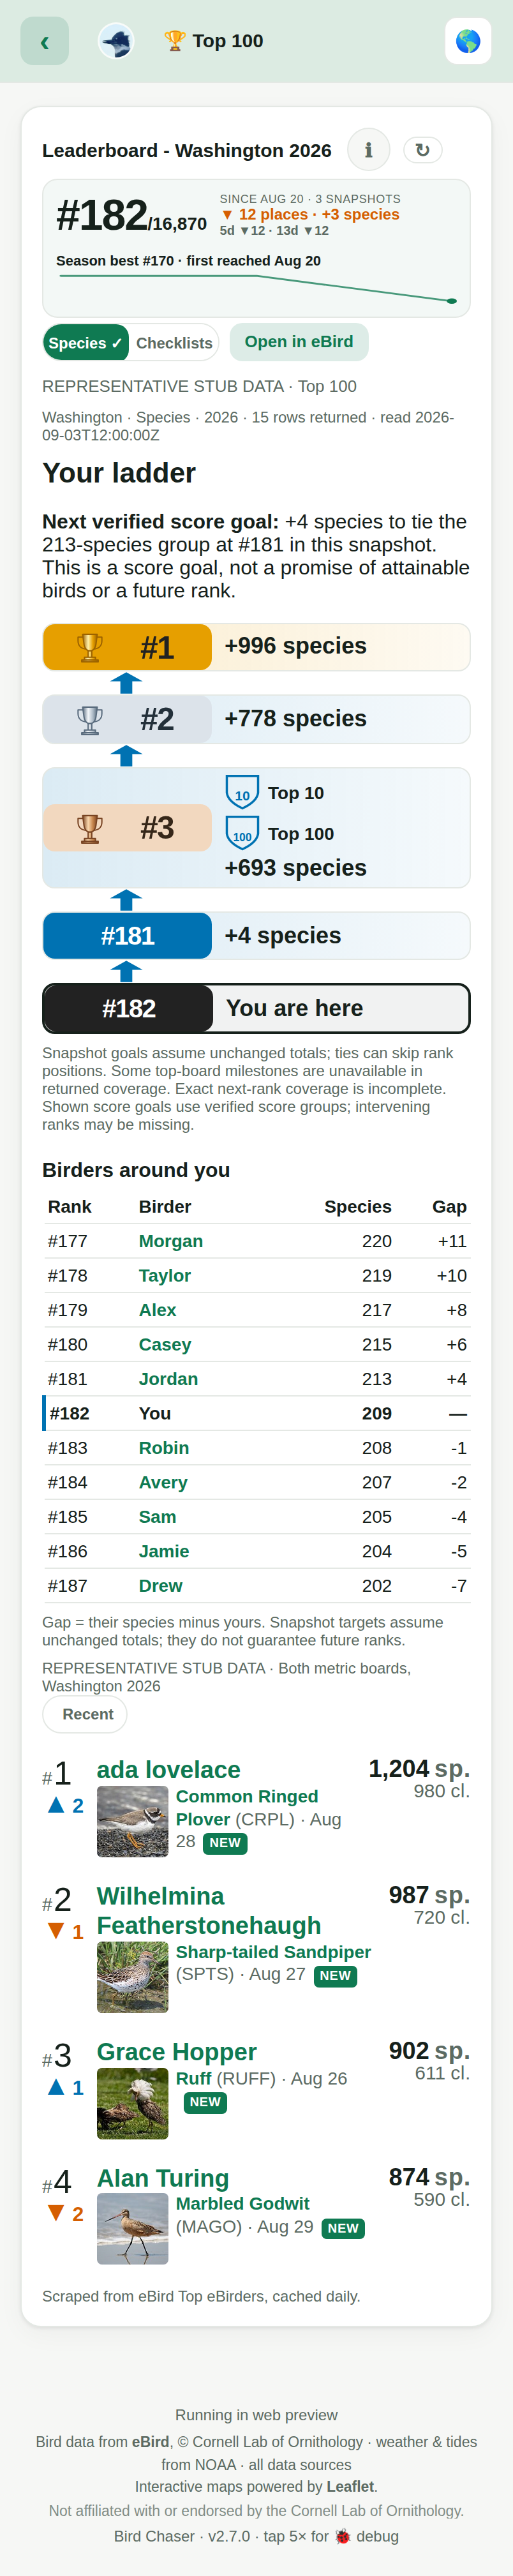 ‹ 🏆 Top 100 🌎
Leaderboard - Washington 2026 ℹ ↻
#182/16,870
SINCE AUG 20 · 3 SNAPSHOTS
▼ 12 places · +3 species
5d ▼12 · 13d ▼12
Season best #170 · first reached Aug 20
Species ✓ Checklists Open in eBird
REPRESENTATIVE STUB DATA · Top 100
Washington · Species · 2026 · 15 rows returned · read 2026-
09-03T12:00:00Z
Your ladder
Next verified score goal: +4 species to tie the
213-species group at #181 in this snapshot.
This is a score goal, not a promise of attainable
birds or a future rank.
#1 +996 species
#2 +778 species
10 Top 10
#3 100 Top 100
+693 species
#181 +4 species
#182 You are here
Snapshot goals assume unchanged totals; ties can skip rank
positions. Some top-board milestones are unavailable in
returned coverage. Exact next-rank coverage is incomplete.
Shown score goals use verified score groups; intervening
ranks may be missing.
Birders around you
Rank Birder Species Gap
#177 Morgan 220 +11
#178 Taylor 219 +10
#179 Alex 217 +8
#180 Casey 215 +6
#181 Jordan 213 +4
#182 You 209 —
#183 Robin 208 -1
#184 Avery 207 -2
#185 Sam 205 -4
#186 Jamie 204 -5
#187 Drew 202 -7
Gap = their species minus yours. Snapshot targets assume
unchanged totals; they do not guarantee future ranks.
REPRESENTATIVE STUB DATA · Both metric boards,
Washington 2026
Recent
#1 ada lovelace 1,204 sp.
▲ 2 Common Ringed 980 cl.
Plover (CRPL) · Aug
28 NEW
#2 Wilhelmina 987 sp.
▼ 1 Featherstonehaugh 720 cl.
Sharp-tailed Sandpiper
(SPTS) · Aug 27 NEW
#3 Grace Hopper 902 sp.
▲ 1 Ruff (RUFF) · Aug 26 611 cl.
NEW
#4 Alan Turing 874 sp.
▼ 2 Marbled Godwit 590 cl.
(MAGO) · Aug 29 NEW
Scraped from eBird Top eBirders, cached daily.
Running in web preview
Bird data from eBird, © Cornell Lab of Ornithology · weather & tides
from NOAA · all data sources
Interactive maps powered by Leaflet.
Not affiliated with or endorsed by the Cornell Lab of Ornithology.
Bird Chaser · v2.7.0 · tap 5× for 🐞 debug